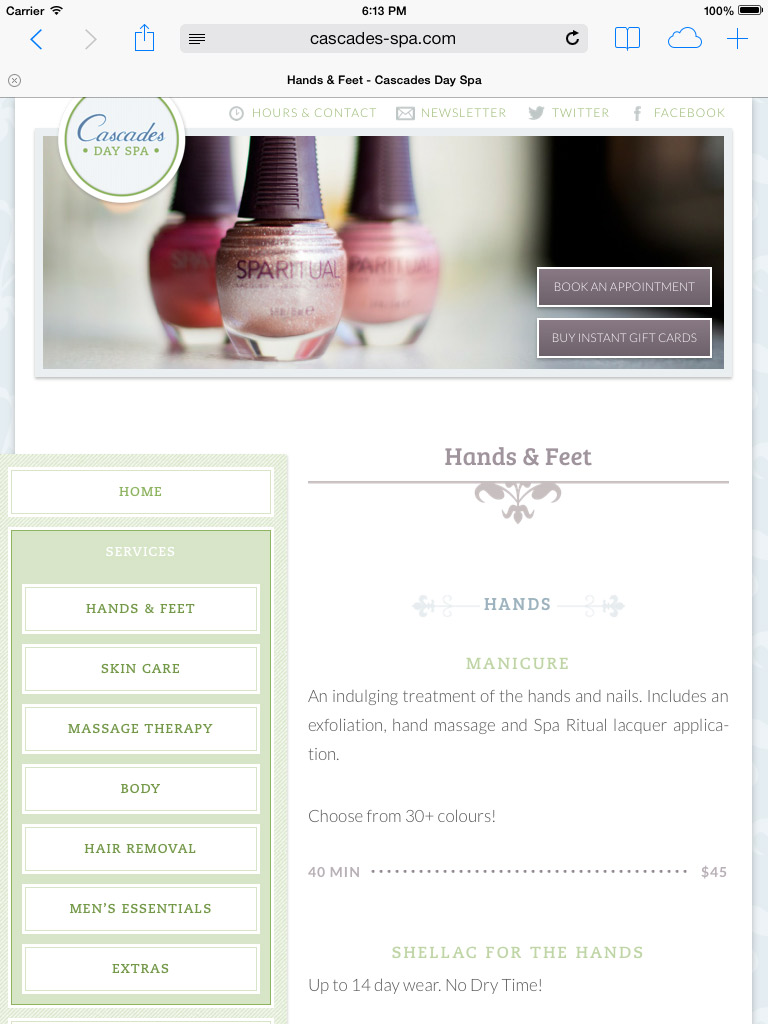 Carrier 6:13 PM 100%
cascades-spa.com
Hands & Feet - Cascades Day Spa
Cascades
• DAY SPA •
HOURS & CONTACT NEWSLETTER TWITTER FACEBOOK
SPARITUAL
PARITUAL
BOOK AN APPOINTMENT
BUY INSTANT GIFT CARDS
Hands & Feet
HOME
SERVICES
HANDS & FEET
SKIN CARE
MASSAGE THERAPY
BODY
HAIR REMOVAL
MEN'S ESSENTIALS
EXTRAS
HANDS
MANICURE
An indulging treatment of the hands and nails. Includes an
exfoliation, hand massage and Spa Ritual lacquer applica-
tion.
Choose from 30+ colours!
40 MIN $45
SHELLAC FOR THE HANDS
Up to 14 day wear. No Dry Time!